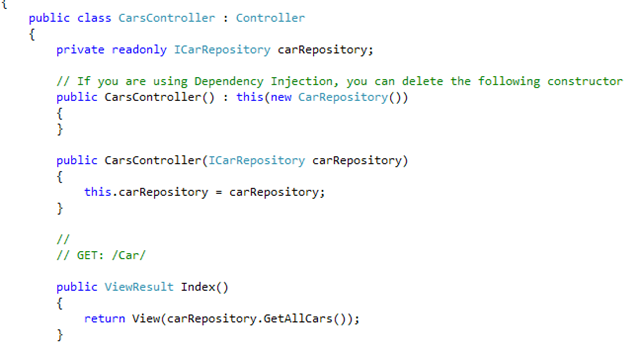 {
public class CarsController : Controller
{
private readonly ICarRepository carRepository;
// If you are using Dependency Injection, you can delete the following constructor
public CarsController() : this(new CarRepository())
{
}
public CarsController(ICarRepository carRepository)
{
this.carRepository = carRepository;
}
//
// GET: /Car/
public ViewResult Index()
{
return View(carRepository.GetAllCars());
}